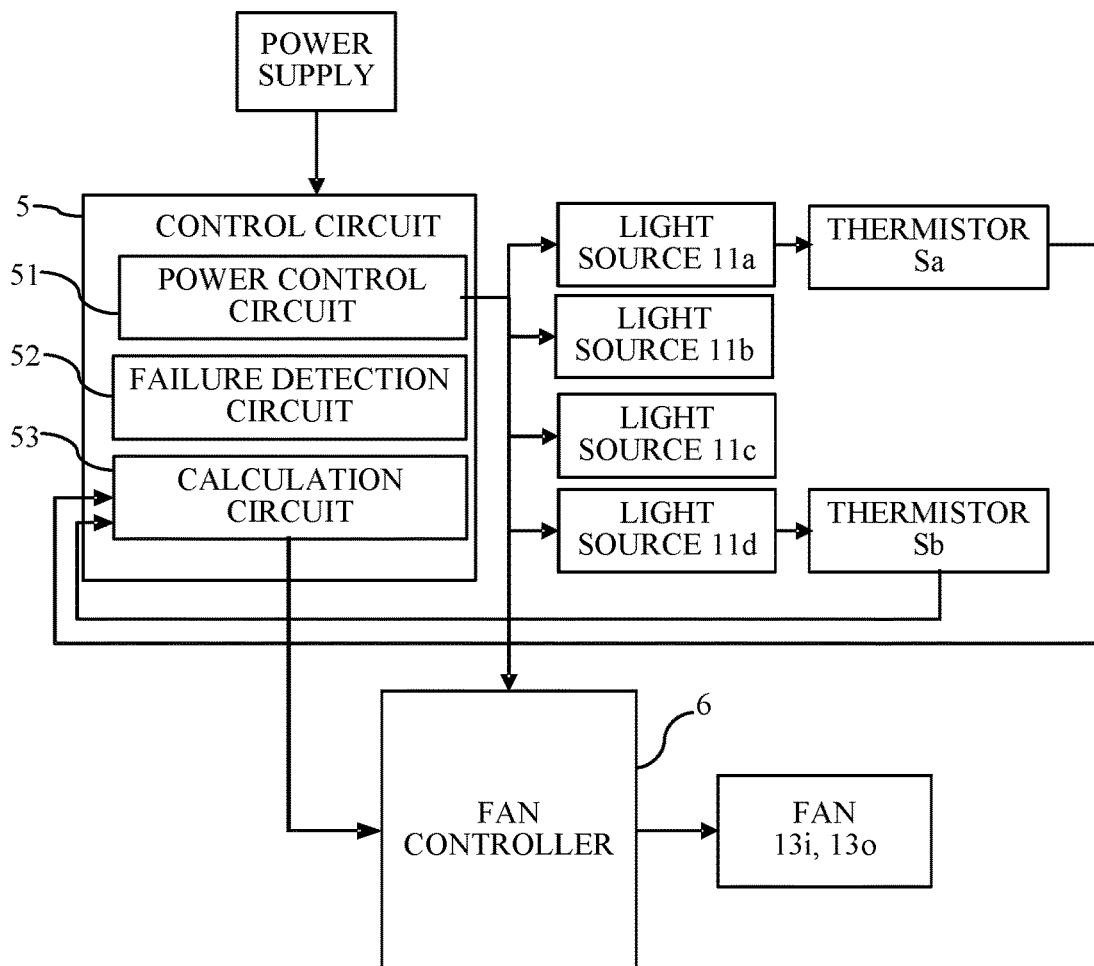 POWER
SUPPLY
5
CONTROL CIRCUIT
51
POWER CONTROL
CIRCUIT
52
FAILURE DETECTION
CIRCUIT
53
CALCULATION
CIRCUIT
LIGHT
SOURCE 11a
THERMISTOR
Sa
LIGHT
SOURCE 11b
LIGHT
SOURCE 11c
LIGHT
SOURCE 11d
THERMISTOR
Sb
6
FAN
CONTROLLER
FAN
13i, 13o